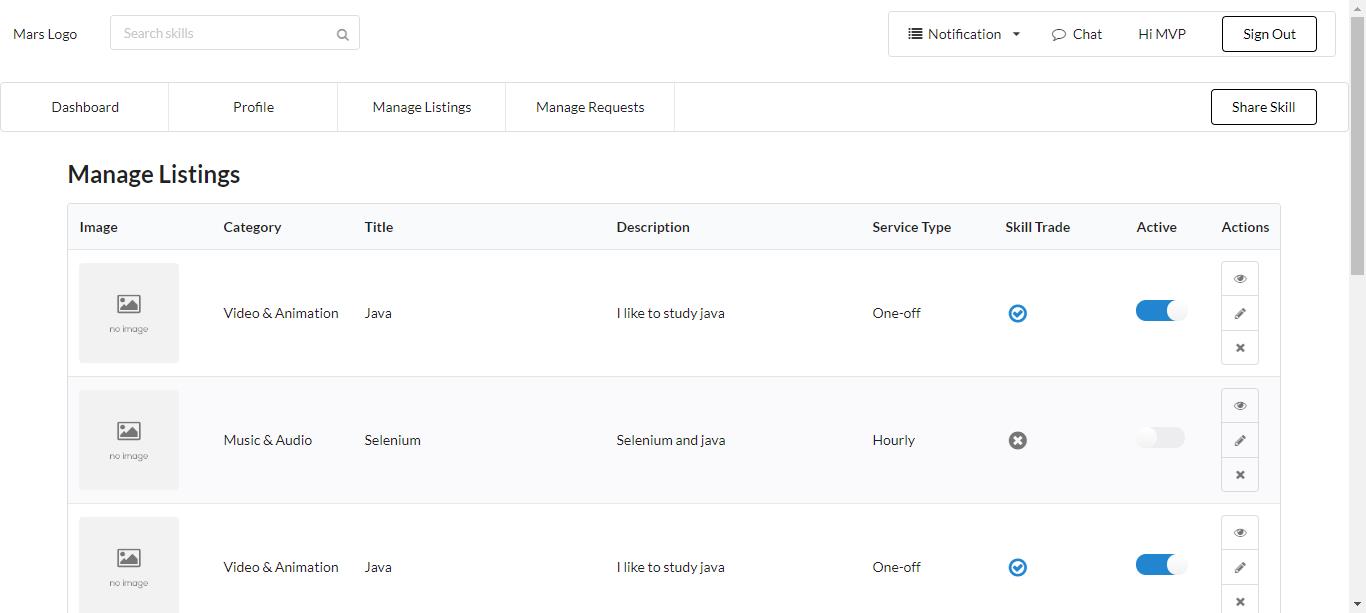 Mars Logo Search skills Notification Chat Hi MVP Sign Out
Dashboard Profile Manage Listings Manage Requests Share Skill
Manage Listings
Image Category Title Description Service Type Skill Trade Active Actions
no image Video & Animation Java I like to study java One-off
no image Music & Audio Selenium Selenium and java Hourly
no image Video & Animation Java I like to study java One-off